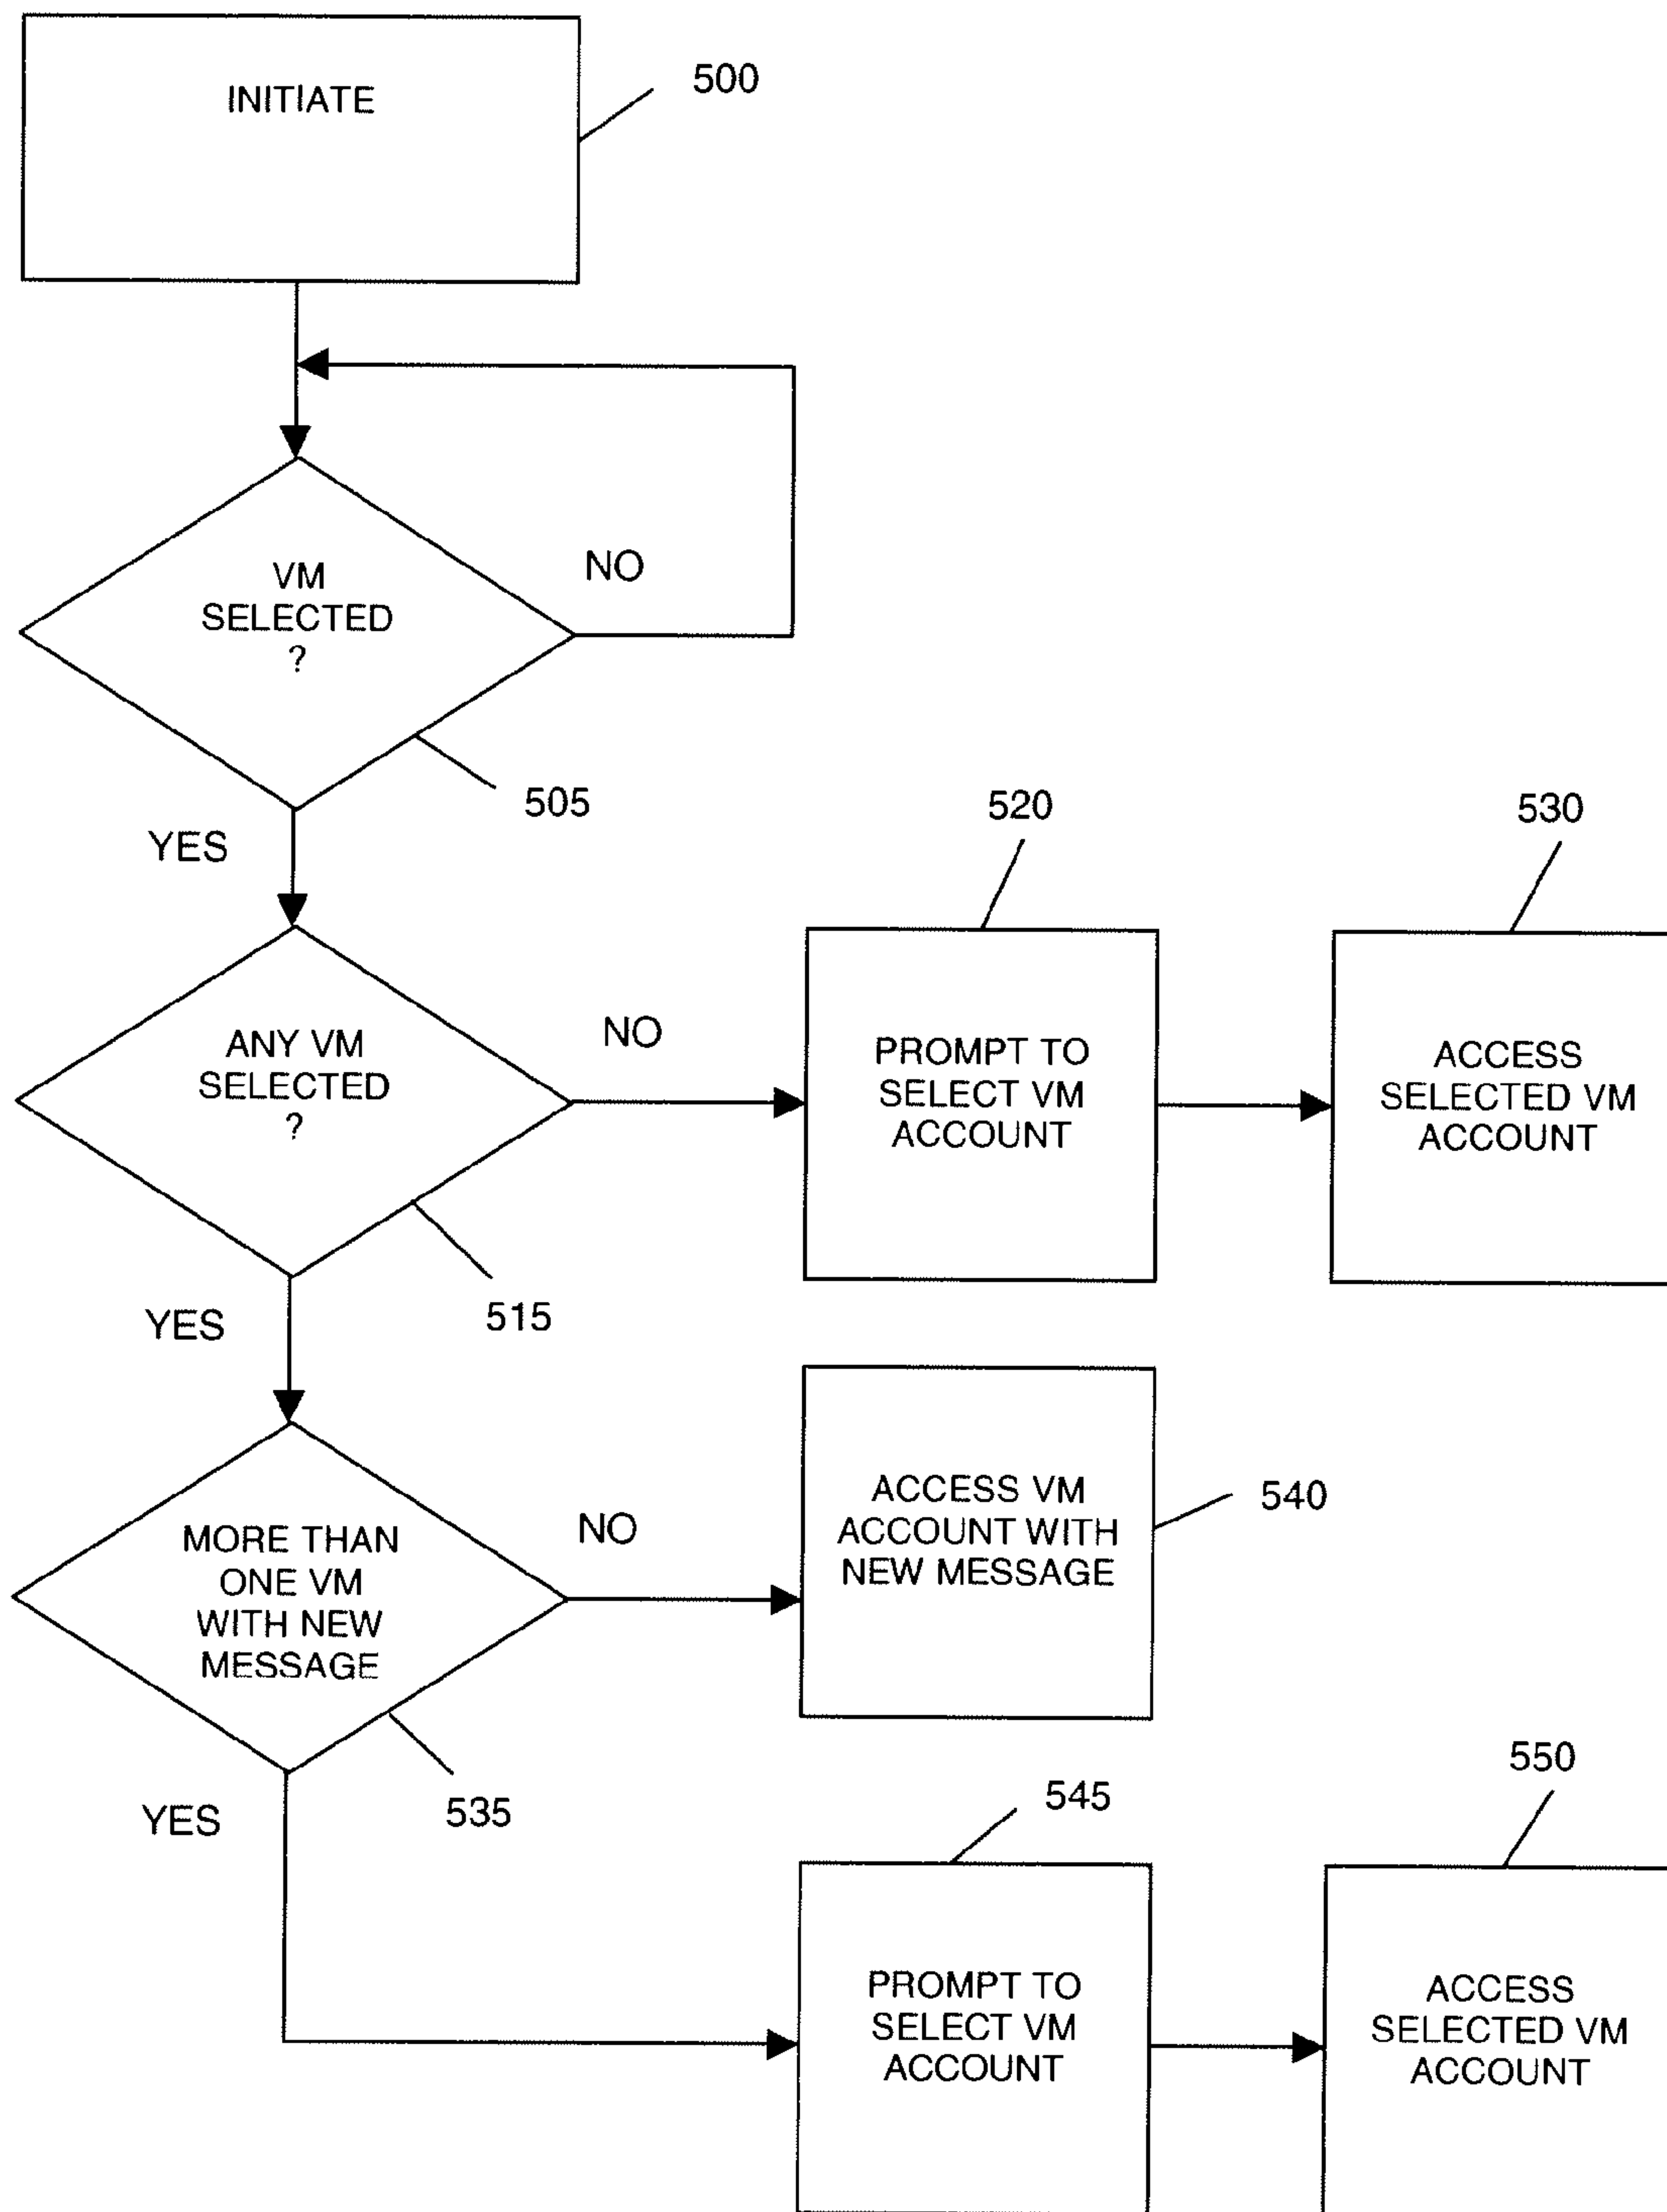 INITIATE
500
VM
SELECTED
?
NO
505
YES
520
530
ANY VM
SELECTED
?
NO
PROMPT TO
SELECT VM
ACCOUNT
ACCESS
SELECTED VM
ACCOUNT
515
YES
MORE THAN
ONE VM
WITH NEW
MESSAGE
NO
ACCESS VM
ACCOUNT WITH
NEW MESSAGE
540
535
YES
545
550
PROMPT TO
SELECT VM
ACCOUNT
ACCESS
SELECTED VM
ACCOUNT